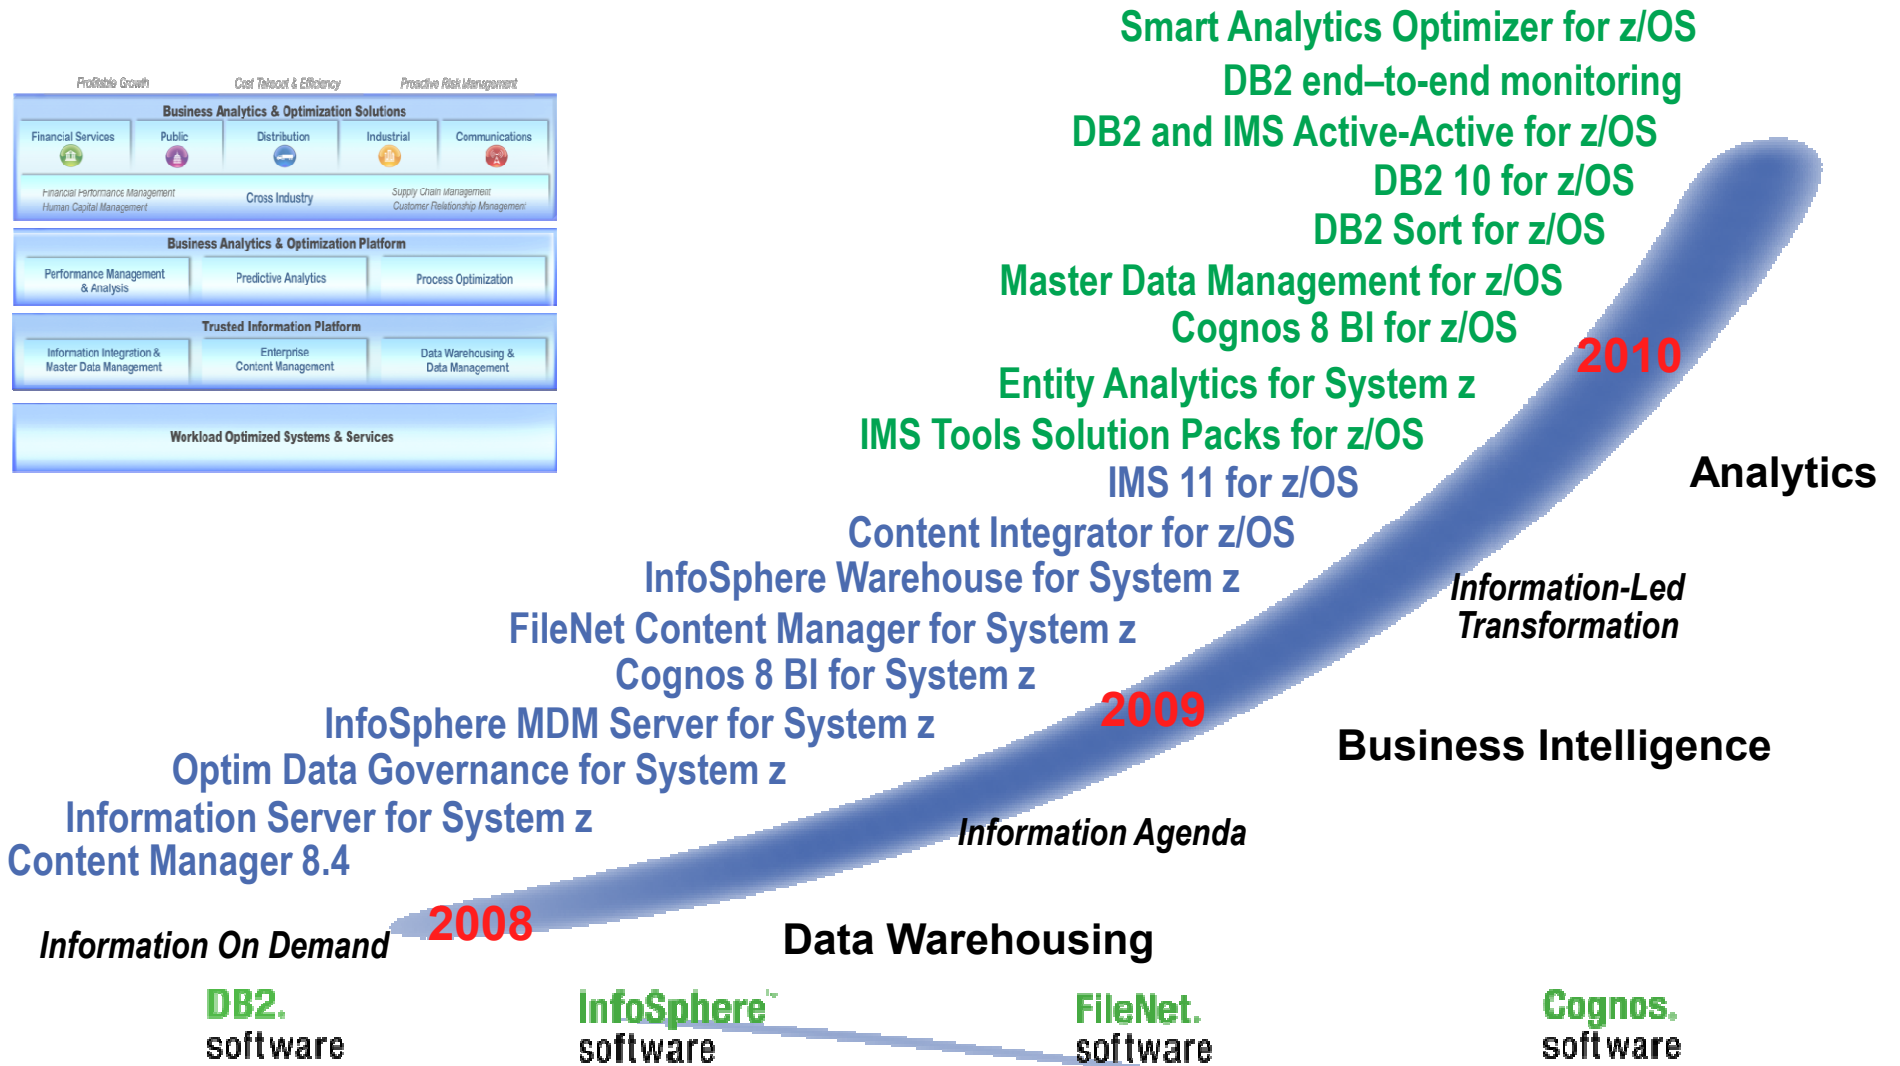 Smart Analytics Optimizer for z/OS
DB2 end–to-end monitoring
DB2 and IMS Active-Active for z/OS
DB2 10 for z/OS
DB2 Sort for z/OS
Master Data Management for z/OS
Cognos 8 BI for z/OS
2010
Entity Analytics for System z
IMS Tools Solution Packs for z/OS
IMS 11 for z/OS
Content Integrator for z/OS
InfoSphere Warehouse for System z
FileNet Content Manager for System z
Cognos 8 BI for System z
2009
InfoSphere MDM Server for System z
Optim Data Governance for System z
Information Server for System z
Content Manager 8.4
2008
Profitable Growth
Cost Takeout & Efficiency
Proactive Risk Management
Business Analytics & Optimization Solutions
Financial Services
Public
Distribution
Industrial
Communications
Financial Performance Management
Human Capital Management
Cross Industry
Supply Chain Management
Customer Relationship Management
Business Analytics & Optimization Platform
Performance Management
& Analysis
Predictive Analytics
Process Optimization
Trusted Information Platform
Information Integration &
Master Data Management
Enterprise
Content Management
Data Warehousing &
Data Management
Workload Optimized Systems & Services
Analytics
Information-Led
Transformation
Business Intelligence
Information Agenda
Data Warehousing
Information On Demand
DB2.
software
InfoSphere™
software
FileNet.
software
Cognos.
software